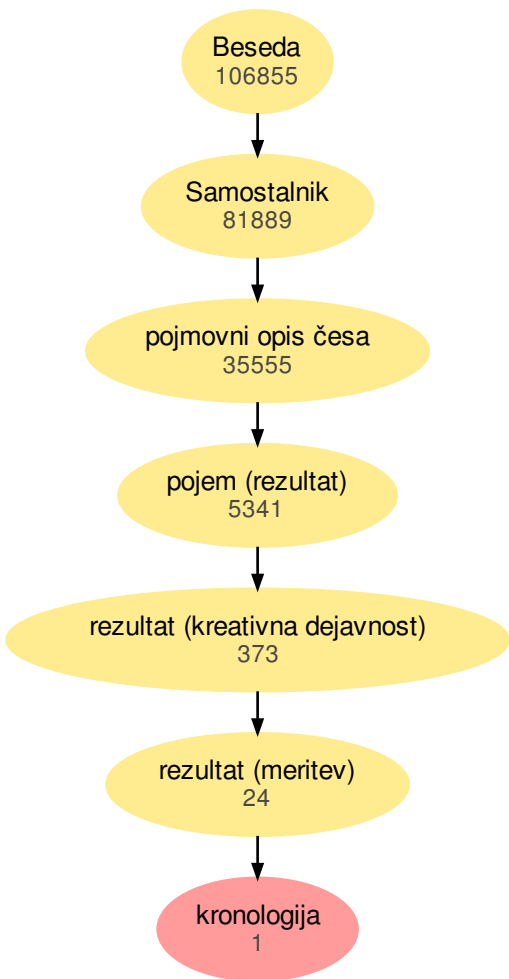 Beseda
106855
Samostalnik
81889
pojmovni opis česa
35555
pojem (rezultat)
5341
rezultat (kreativna dejavnost)
373
rezultat (meritev)
24
kronologija
1